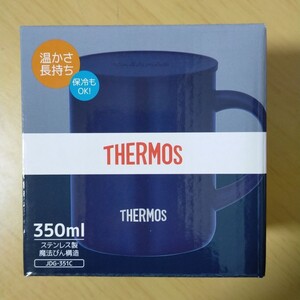 温かさ
長持ち
保冷も
OK!
THERMOS
THERMOS
350ml
ステンレス製
魔法びん構造
JDG-351C